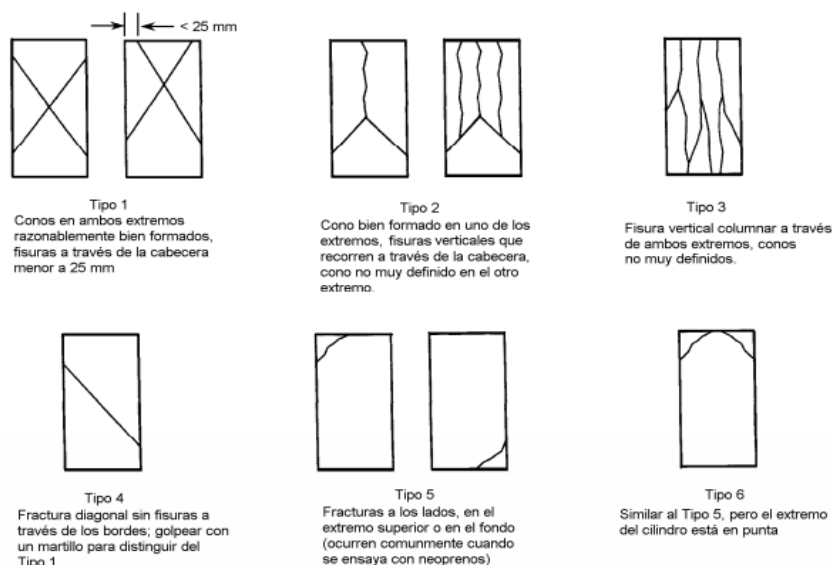 < 25 mm
Tipo 1
Conos en ambos extremos
razonablemente bien formados,
fisuras a través de la cabecera
menor a 25 mm
Tipo 2
Cono bien formado en uno de los
extremos, fisuras verticales que
recorren a través de la cabecera,
cono no muy definido en el otro
extremo.
Tipo 3
Fisura vertical columnar a través
de ambos extremos, conos
no muy definidos.
Tipo 4
Fractura diagonal sin fisuras a
través de los bordes; golpear con
un martillo para distinguir del
Tipo 1
Tipo 5
Fracturas a los lados, en el
extremo superior o en el fondo
(ocurren comunmente cuando
se ensaya con neoprenos)
Tipo 6
Similar al Tipo 5, pero el extremo
del cilindro está en punta